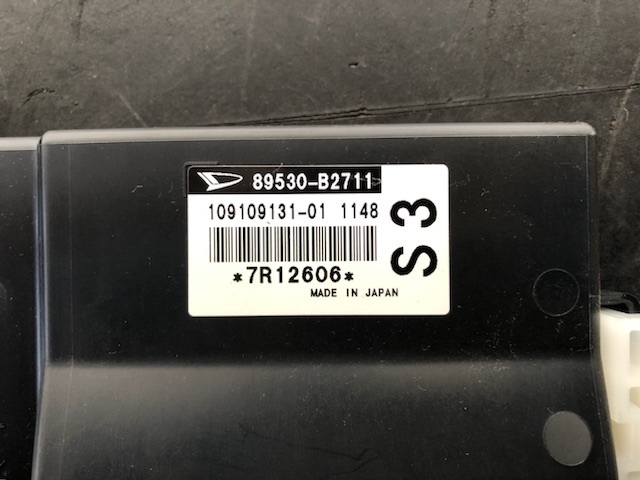 89530-B2711
109109131-01 1148
*7R12606*
MADE IN JAPAN
S3